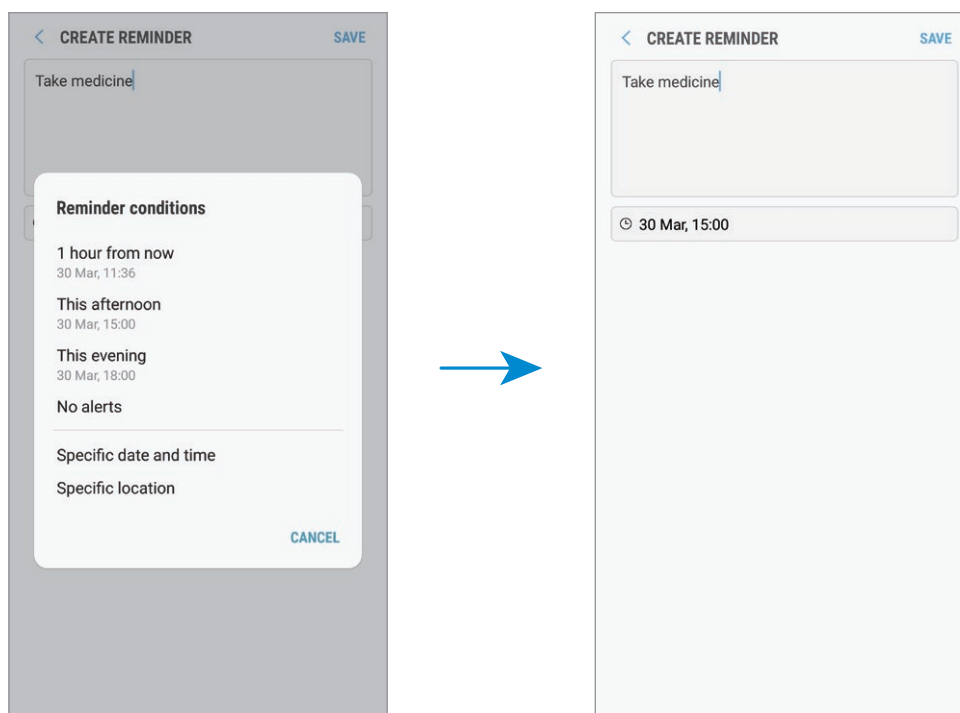 CREATE REMINDER SAVE
Take medicine
Reminder conditions
1 hour from now
30 Mar, 11:36
This afternoon
30 Mar, 15:00
This evening
30 Mar, 18:00
No alerts
Specific date and time
Specific location
CANCEL
CREATE REMINDER SAVE
Take medicine
30 Mar, 15:00